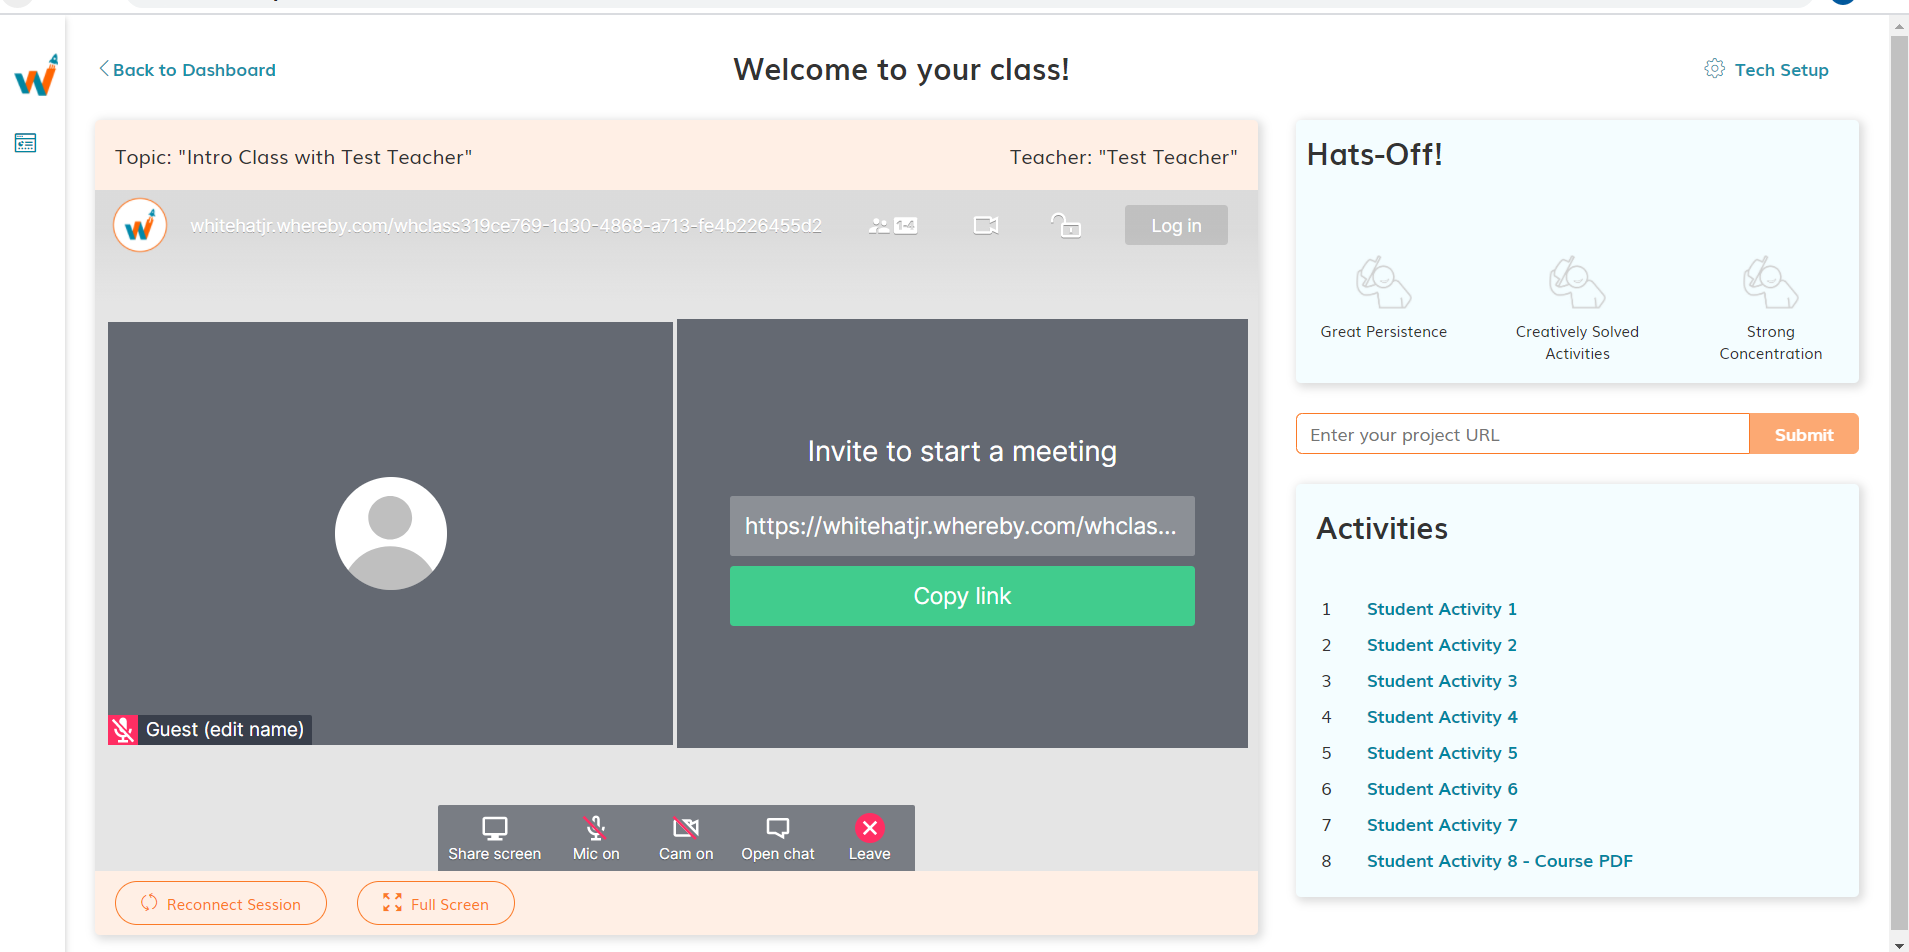 Back to Dashboard
Welcome to your class!
Tech Setup
Topic: "Intro Class with Test Teacher"
Teacher: "Test Teacher"
whitehatjr.whereby.com/whclass319ce769-1d30-4868-a713-fe4b226455d2
1-4
Log in
Invite to start a meeting
https://whitehatjr.whereby.com/whclas...
Copy link
Guest (edit name)
Share screen
Mic on
Cam on
Open chat
Leave
Reconnect Session
Full Screen
Hats-Off!
Great Persistence
Creatively Solved
Activities
Strong
Concentration
Enter your project URL
Submit
Activities
1 Student Activity 1
2 Student Activity 2
3 Student Activity 3
4 Student Activity 4
5 Student Activity 5
6 Student Activity 6
7 Student Activity 7
8 Student Activity 8 - Course PDF